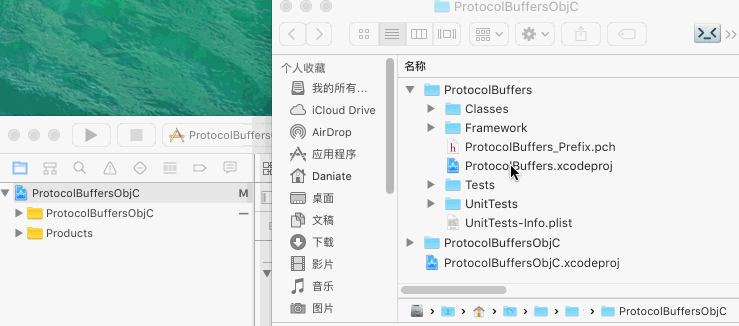 ProtocolBuffersObjC
名称
个人收藏
我的所有...
iCloud Drive
AirDrop
应用程序
Daniate
桌面
文稿
下载
影片
音乐
图片
ProtocolBuffers
Classes
Framework
ProtocolBuffers_Prefix.pch
ProtocolBuffers.xcodeproj
Tests
UnitTests
UnitTests-Info.plist
ProtocolBuffersObjC
ProtocolBuffersObjC.xcodeproj
ProtocolBuffersObjC
ProtocolBuffers
ProtocolBuffersObjC M
ProtocolBuffersObjC
Products